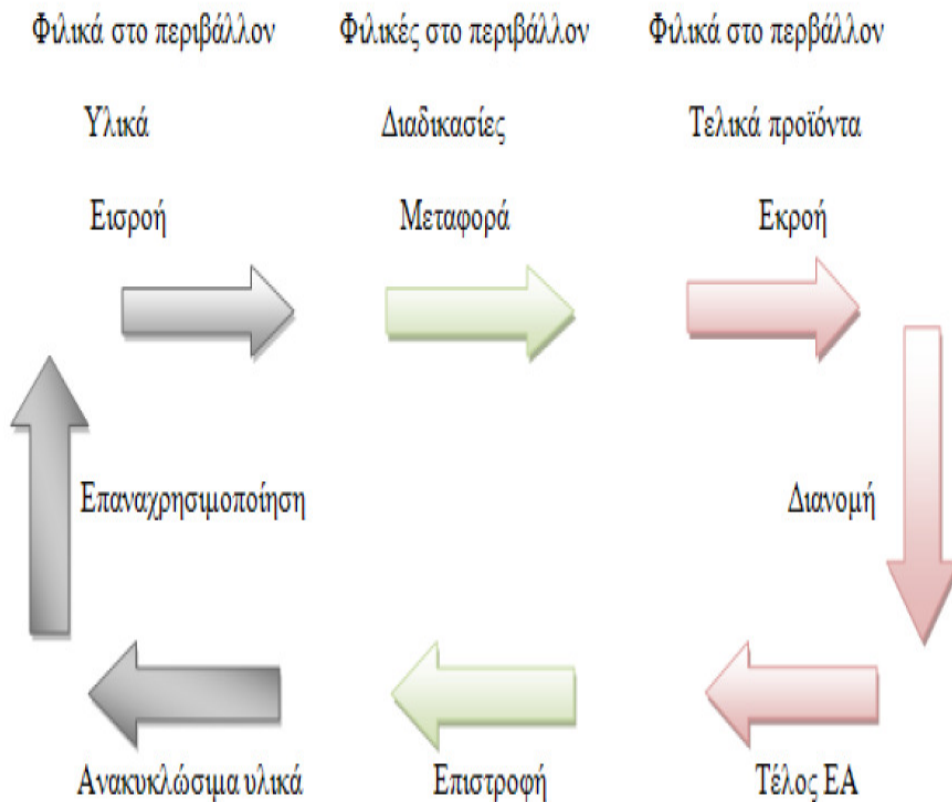 Φιλικά στο περιβάλλον Φιλικές στο περιβάλλον Φιλικά στο περβάλλον
Υλικά Διαδικασίες Τελικά προϊόντα
Εισροή Μεταφορά Εκροή
Επαναχρησιμοποίηση Διανομή
Ανακυκλώσιμα υλικά Επιστροφή Τέλος ΕΑ